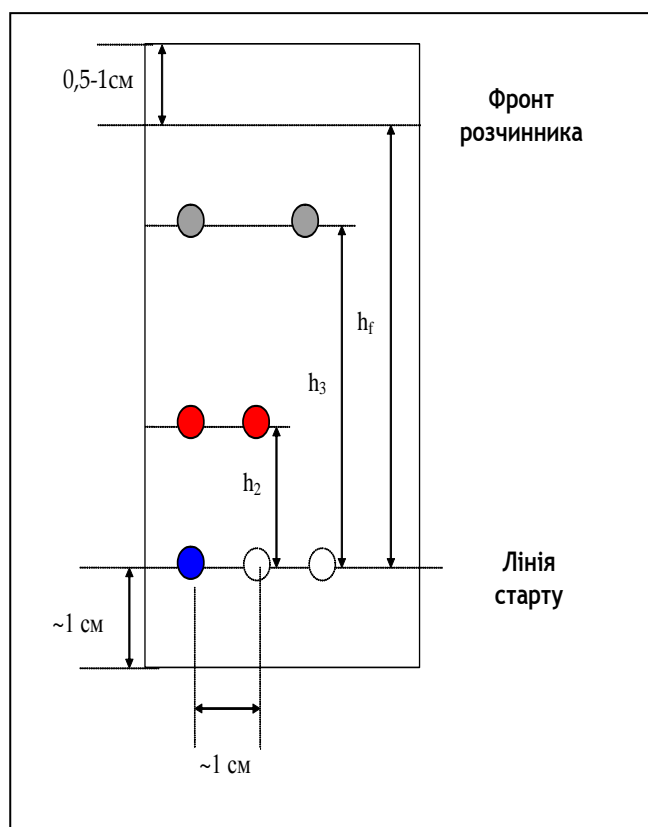 0,5-1см
Фронт
розчинника
h_f
h_3
h_2
Лінія
старту
~1 см
~1 см